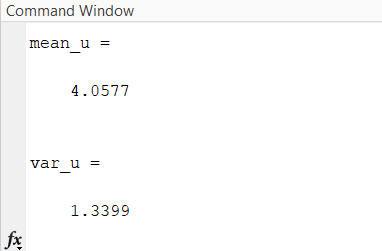 Command Window
mean_u =
4.0577
var_u =
1.3399
fx